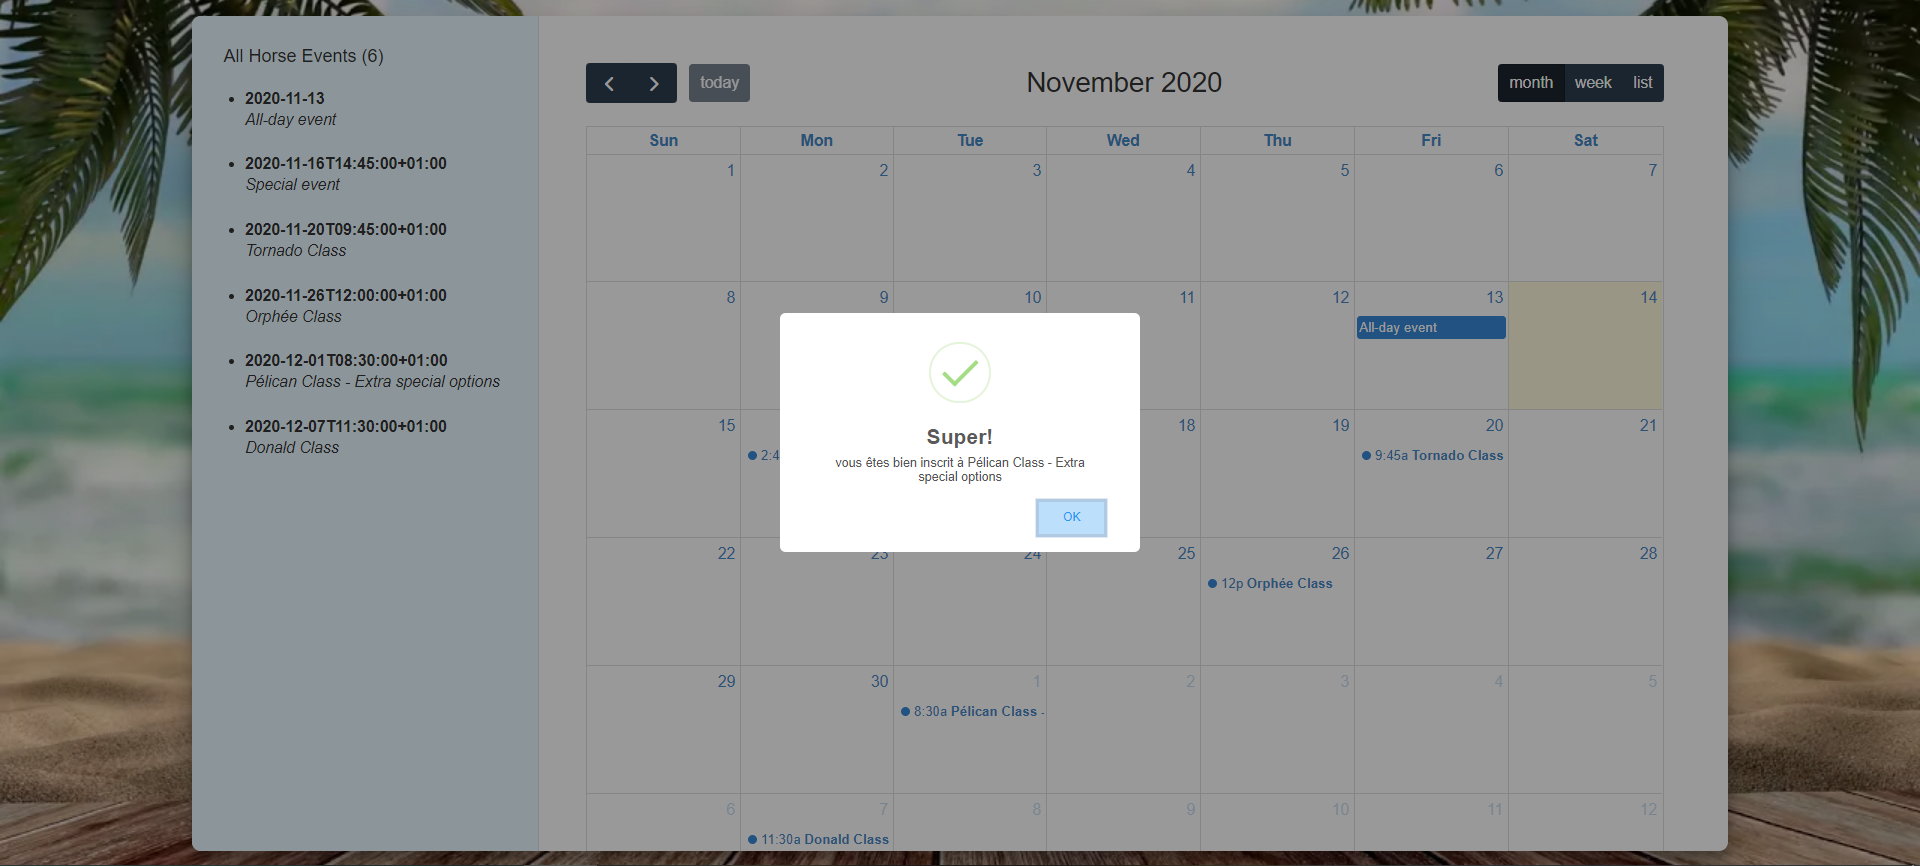 All Horse Events (6)
2020-11-13
All-day event
2020-11-16T14:45:00+01:00
Special event
2020-11-20T09:45:00+01:00
Tornado Class
2020-11-26T12:00:00+01:00
Orphée Class
2020-12-01T08:30:00+01:00
Pélican Class - Extra special options
2020-12-07T11:30:00+01:00
Donald Class
today
November 2020
month week list
Sun Mon Tue Wed Thu Fri Sat
1 2 3 4 5 6 7
8 9 10 11 12 13 14
All-day event
Super!
vous êtes bien inscrit à Pélican Class - Extra
special options
OK
15 18 19 20 21
2:4 9:45a Tornado Class
22 23 24 25 26 27 28
12p Orphée Class
29 30 1 2 3 4 5
8:30a Pélican Class -
6 7 8 9 10 11 12
11:30a Donald Class